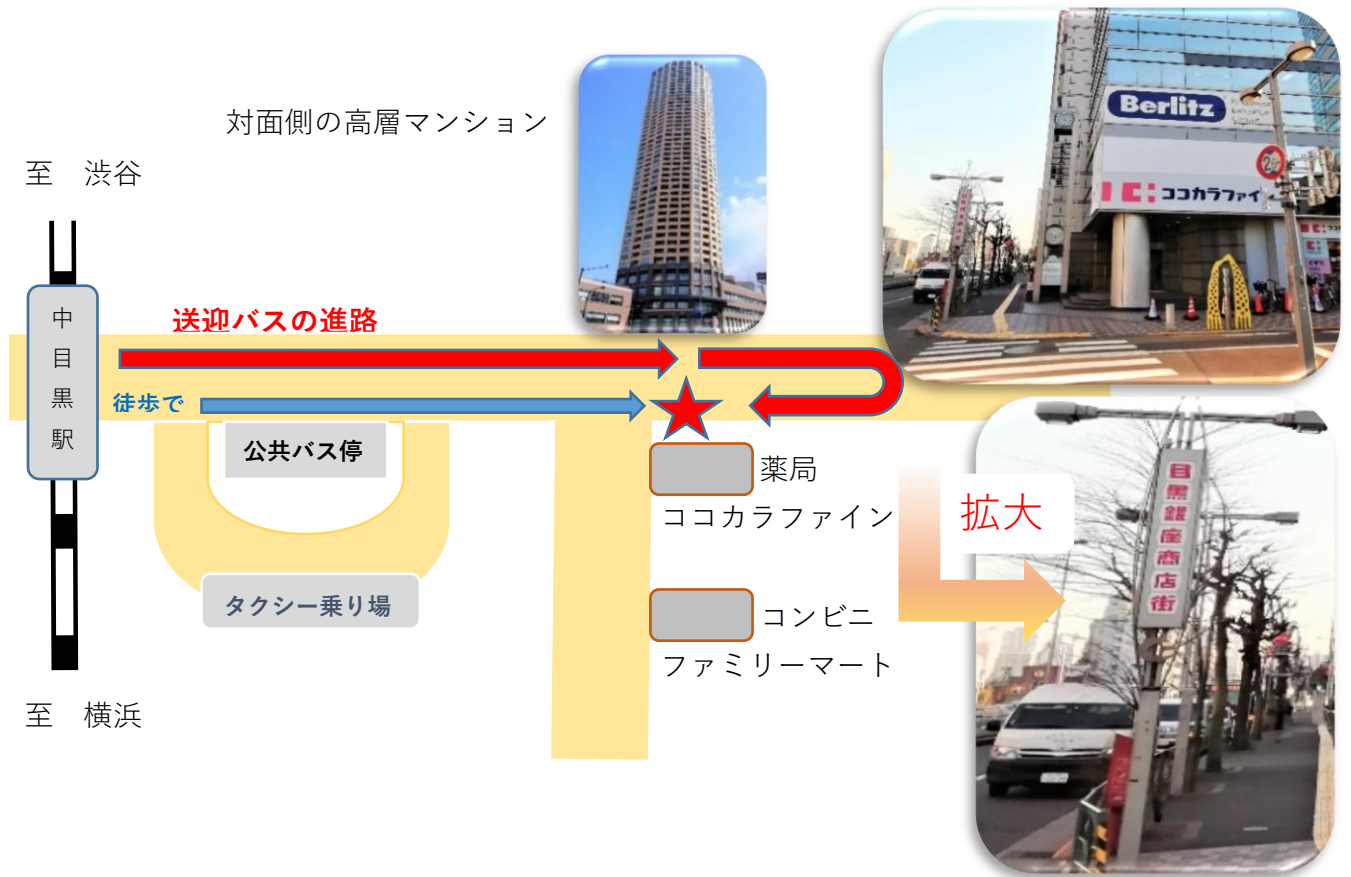 対面側の高層マンション
至　渋谷
中目黒駅
送迎バスの進路
徒歩で
公共バス停
タクシー乗り場
至　横浜
薬局
ココカラファイン
コンビニ
ファミリーマート
拡大
Berlitz
ココカラファイ
目黒銀座商店街